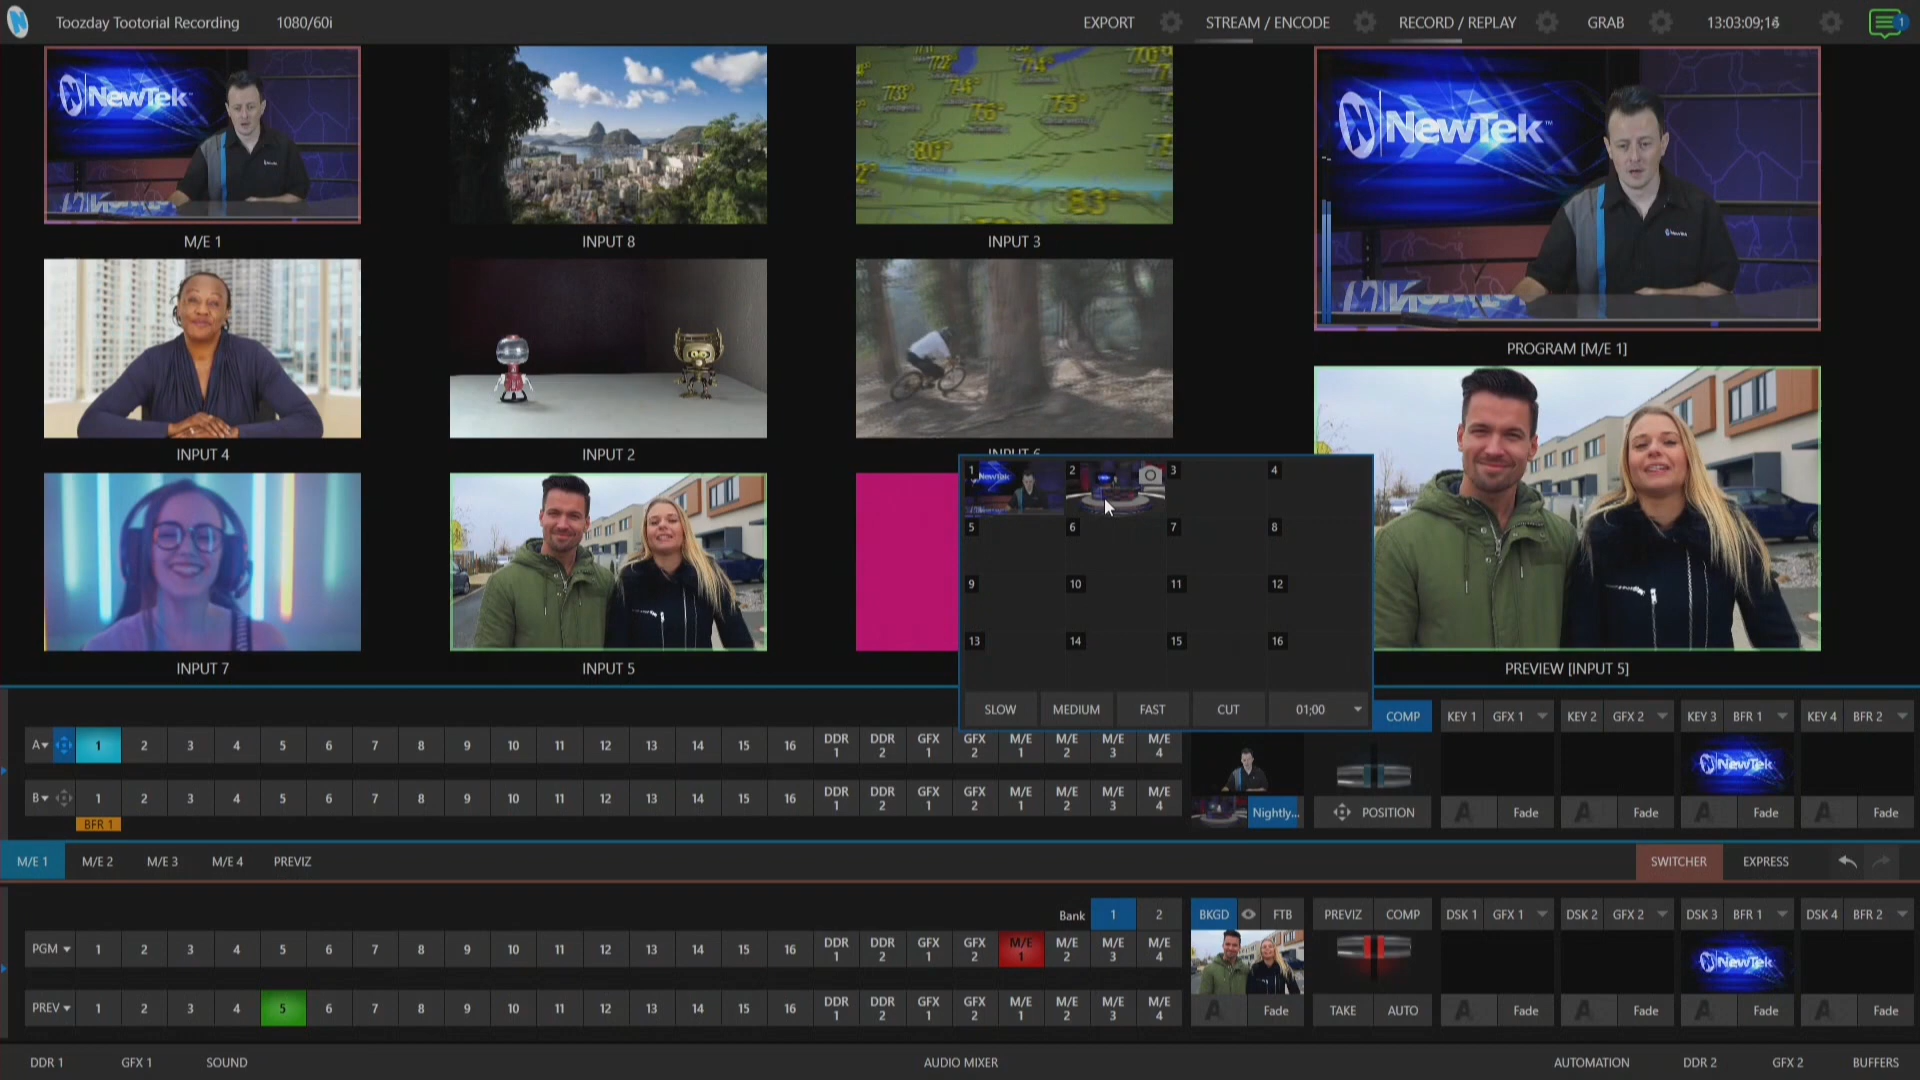 Toozday Tootorial Recording 1080/60i EXPORT STREAM / ENCODE RECORD / REPLAY GRAB 1
NewTek
NewTek
M/E 1 INPUT 8 INPUT 3
PROGRAM [M/E 1]
INPUT 4 INPUT 2 INPUT 6
INPUT 7 INPUT 5 PREVIEW [INPUT 5]
1 2 3 4
NewTek
5 6 7 8
9 10 11 12
13 14 15 16
SLOW MEDIUM FAST CUT 01;00
COMP KEY 1 GFX 1 KEY 2 GFX 2 KEY 3 BFR 1 KEY 4 BFR 2
A 1 2 3 4 5 6 7 8 9 10 11 12 13 14 15 16 DDR 1 DDR 2 GFX 1 GFX 2 M/E 1 M/E 2 M/E 3 M/E 4
NewTek
B 1 2 3 4 5 6 7 8 9 10 11 12 13 14 15 16 DDR 1 DDR 2 GFX 1 GFX 2 M/E 1 M/E 2 M/E 3 M/E 4
BFR 1
Nightly... POSITION A Fade A Fade A Fade A Fade
M/E 1 M/E 2 M/E 3 M/E 4 PREVIZ SWITCHER EXPRESS
Bank 1 2 BKGD FTB PREVIZ COMP DSK 1 GFX 1 DSK 2 GFX 2 DSK 3 BFR 1 DSK 4 BFR 2
PGM 1 2 3 4 5 6 7 8 9 10 11 12 13 14 15 16 DDR 1 DDR 2 GFX 1 GFX 2 M/E 1 M/E 2 M/E 3 M/E 4
NewTek
PREV 1 2 3 4 5 6 7 8 9 10 11 12 13 14 15 16 DDR 1 DDR 2 GFX 1 GFX 2 M/E 1 M/E 2 M/E 3 M/E 4
A Fade TAKE AUTO A Fade A Fade A Fade A Fade
DDR 1 GFX 1 SOUND AUDIO MIXER AUTOMATION DDR 2 GFX 2 BUFFERS